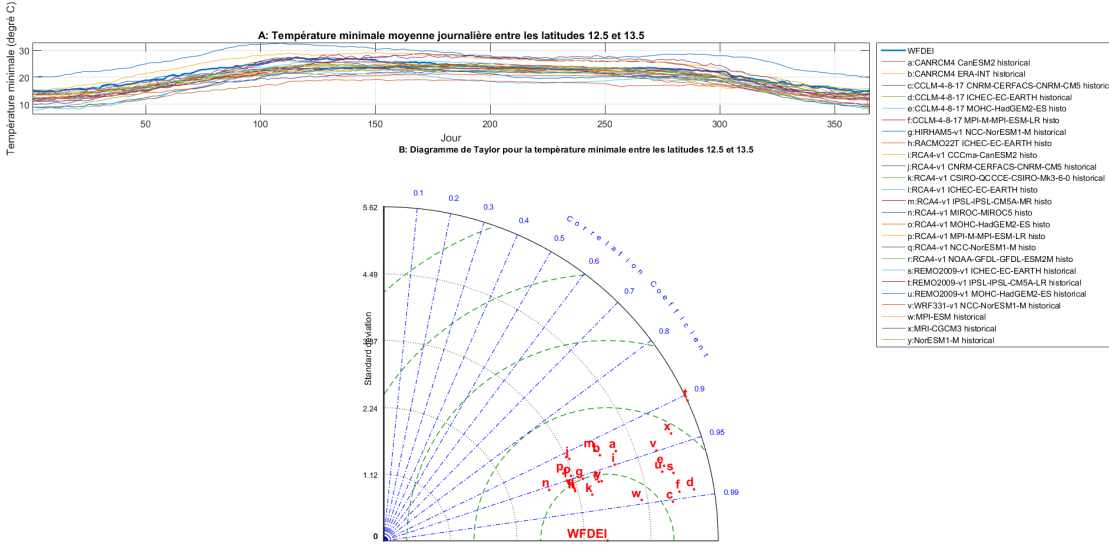 A: Température minimale moyenne journalière entre les latitudes 12.5 et 13.5
Température minimale (degré C)
30
20
10
50
100
150
200
250
300
350
Jour
WFDEI
a:CANRCM4 CanESM2 historical
b:CANRCM4 ERA-INT historical
c:CCLM-4-8-17 CNRM-CERFACS-CNRM-CM5 historic
d:CCLM-4-8-17 ICHEC-EC-EARTH historical
e:CCLM-4-8-17 MOHC-HadGEM2-ES histo
f:CCLM-4-8-17 MPI-M-MPI-ESM-LR histo
g:HIRHAM5-v1 NCC-NorESM1-M historical
h:RACMO22T ICHEC-EC-EARTH histo
i:RCA4-v1 CCCma-CanESM2 histo
j:RCA4-v1 CNRM-CERFACS-CNRM-CM5 historical
k:RCA4-v1 CSIRO-QCCCE-CSIRO-Mk3-6-0 historical
l:RCA4-v1 ICHEC-EC-EARTH histo
m:RCA4-v1 IPSL-IPSL-CM5A-MR histo
n:RCA4-v1 MIROC-MIROC5 histo
o:RCA4-v1 MOHC-HadGEM2-ES histo
p:RCA4-v1 MPI-M-MPI-ESM-LR histo
q:RCA4-v1 NCC-NorESM1-M histo
r:RCA4-v1 NOAA-GFDL-GFDL-ESM2M histo
s:REMO2009-v1 ICHEC-EC-EARTH historical
t:REMO2009-v1 IPSL-IPSL-CM5A-LR historical
u:REMO2009-v1 MOHC-HadGEM2-ES historical
v:WRF331-v1 NCC-NorESM1-M historical
w:MPI-ESM historical
x:MRI-CGCM3 historical
y:NorESM1-M historical
B: Diagramme de Taylor pour la tempèrature minimale entre les latitudes 12.5 et 13.5
Standard deviation
5.62
4.49
2.24
1.12
0
0.1
0.2
0.3
0.4
0.5
0.6
0.7
0.8
0.9
0.95
0.99
Correlation Coefficient
t
x
m
b
a
v
j
i
e
u
s
p
o
q
n
k
w
c
f
d
WFDEI